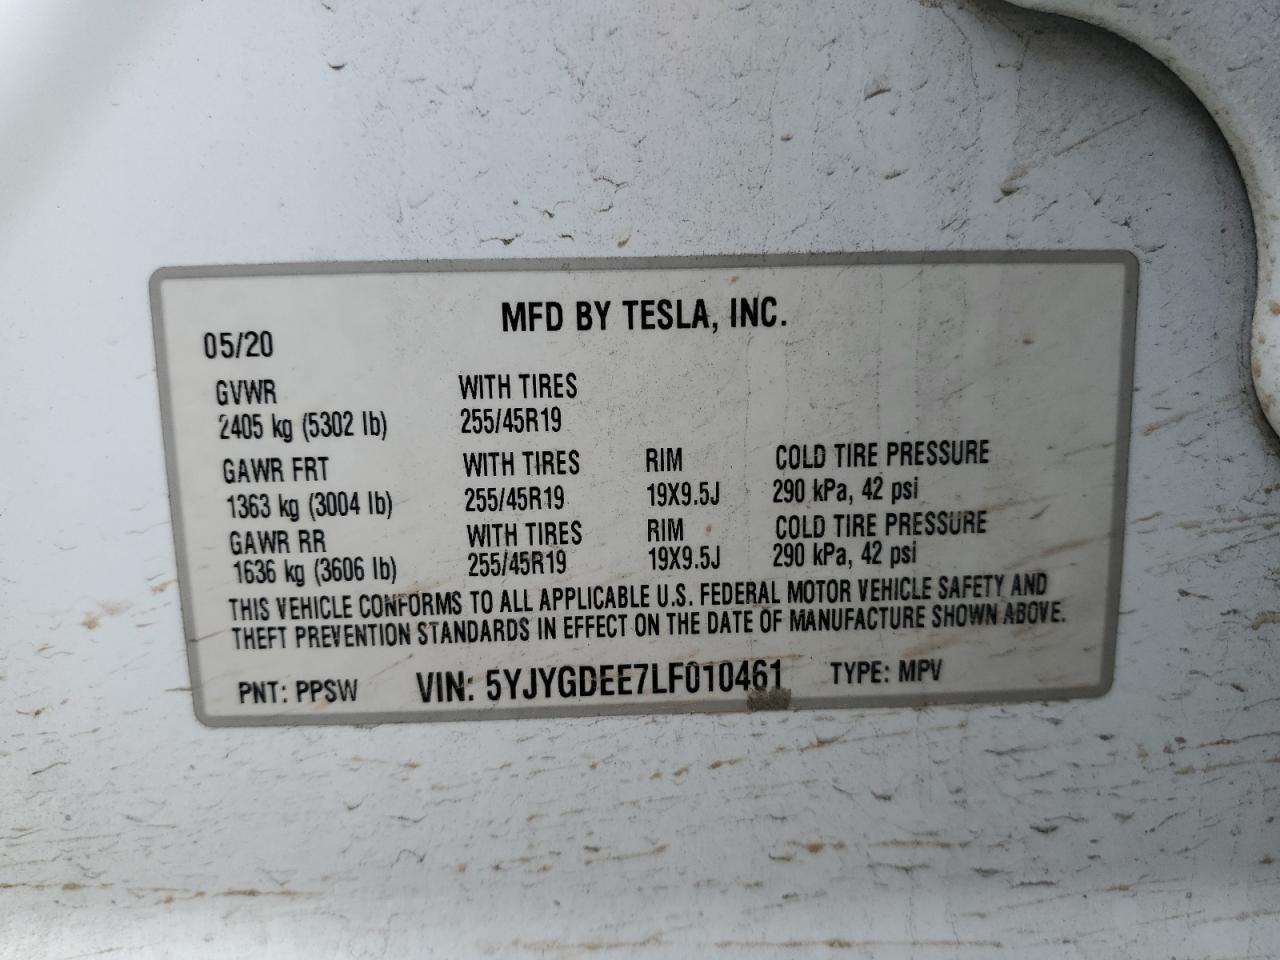 MFD BY TESLA, INC.
05/20
GVWR WITH TIRES
2405 kg (5302 lb) 255/45R19
GAWR FRT WITH TIRES RIM COLD TIRE PRESSURE
1363 kg (3004 lb) 255/45R19 19X9.5J 290 kPa, 42 psi
GAWR RR WITH TIRES RIM COLD TIRE PRESSURE
1636 kg (3606 lb) 255/45R19 19X9.5J 290 kPa, 42 psi
THIS VEHICLE CONFORMS TO ALL APPLICABLE U.S. FEDERAL MOTOR VEHICLE SAFETY AND
THEFT PREVENTION STANDARDS IN EFFECT ON THE DATE OF MANUFACTURE SHOWN ABOVE.
PNT: PPSW VIN: 5YJYGDEE7LF010461 TYPE: MPV